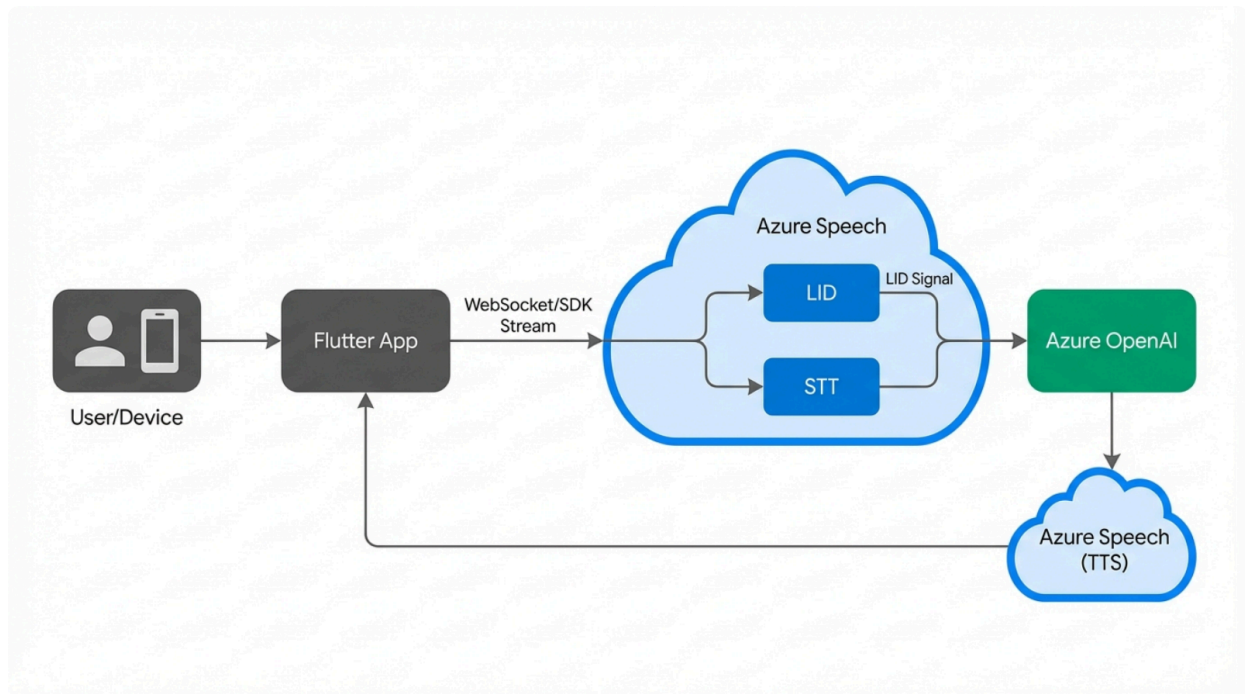 User/Device
Flutter App
WebSocket/SDK
Stream
Azure Speech
LID
LID Signal
STT
Azure OpenAI
Azure Speech
(TTS)